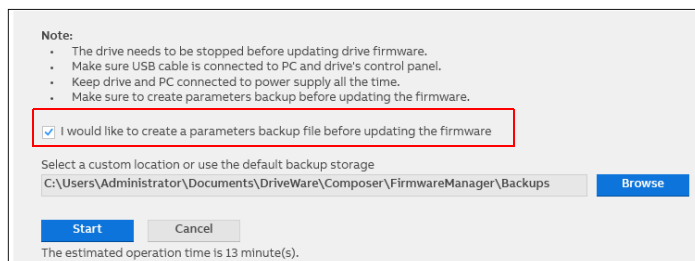 Note:
• The drive needs to be stopped before updating drive firmware.
• Make sure USB cable is connected to PC and drive's control panel.
• Keep drive and PC connected to power supply all the time.
• Make sure to create parameters backup before updating the firmware.
I would like to create a parameters backup file before updating the firmware
Select a custom location or use the default backup storage
C:\Users\Administrator\Documents\DriveWare\Composer\FirmwareManager\Backups Browse
Start Cancel
The estimated operation time is 13 minute(s).